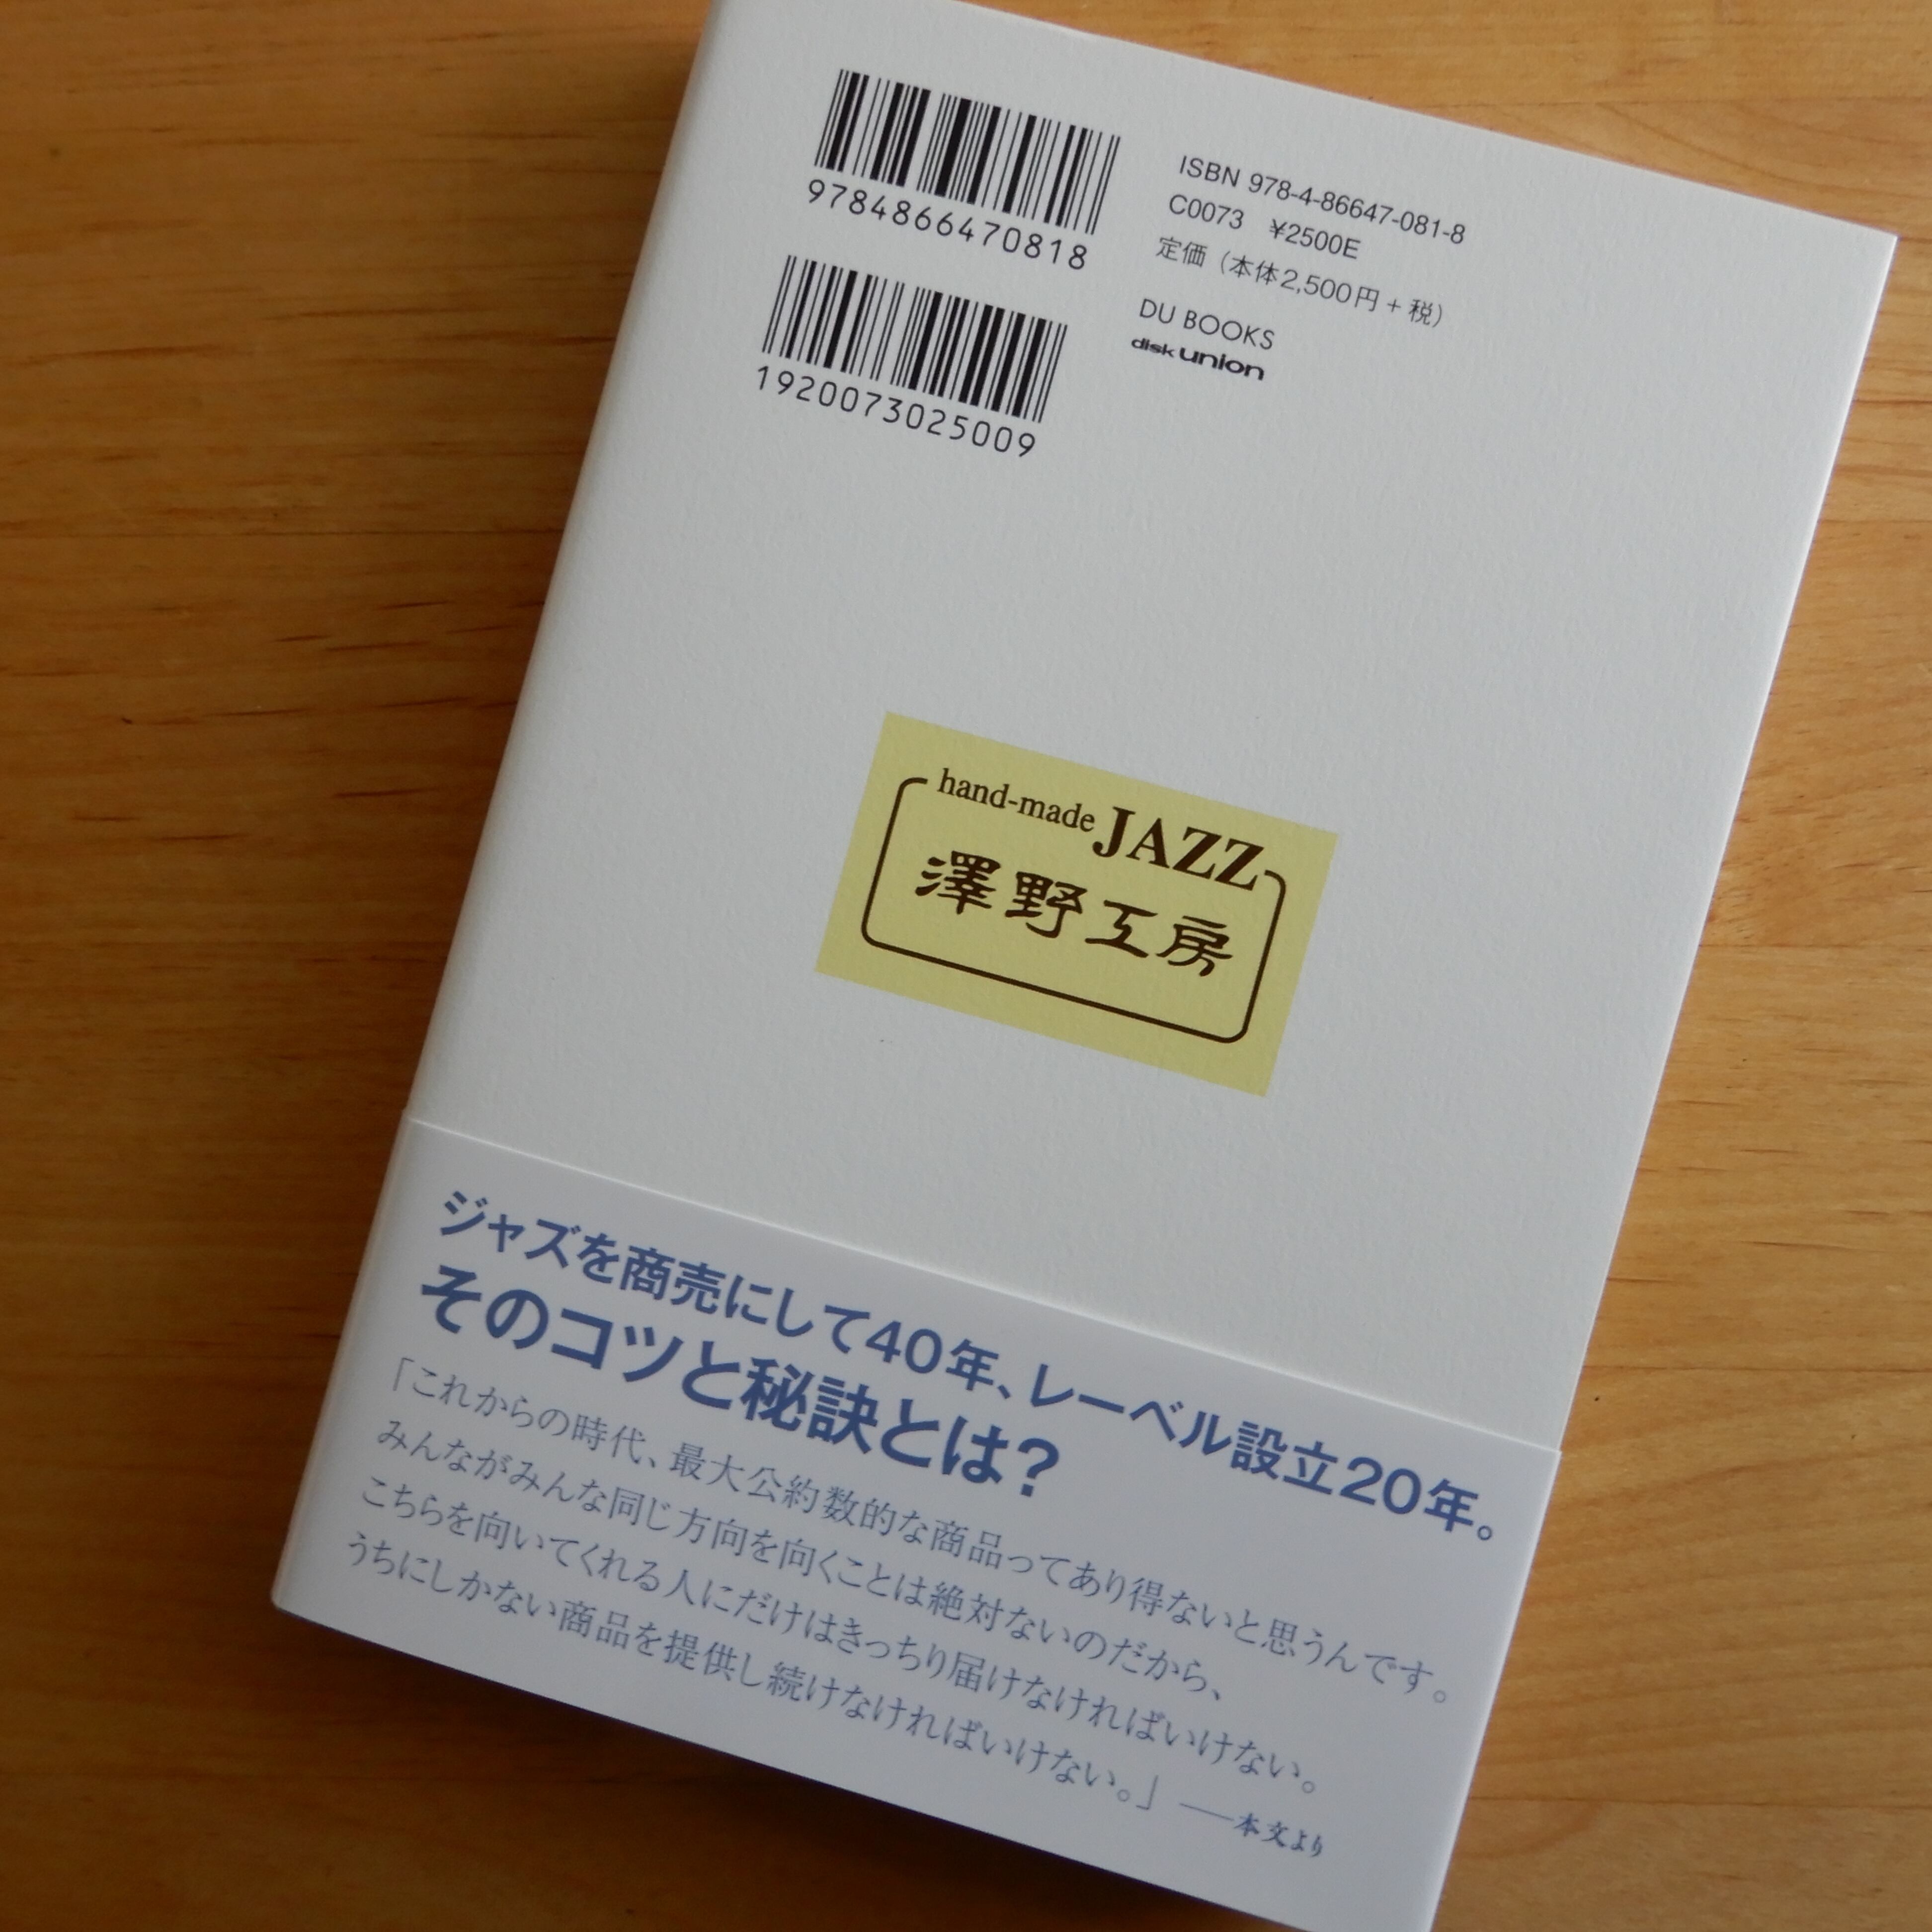 9784866470818
ISBN 978-4-86647-081-8
C0073 ¥2500E
定価（本体2,500円+税）
1920073025009
DU BOOKS
disk union
hand-made JAZZ
澤野工房
ジャズを商売にして40年、レーベル設立20年。
そのコツと秘訣とは?
「これからの時代、最大公約数的な商品ってあり得ないと思うんです。
みんながみんな同じ方向を向くことは絶対ないのだから、
こちらを向いてくれる人にだけはきっちり届けなければいけない。
うちにしかない商品を提供し続けなければいけない。」——本文より